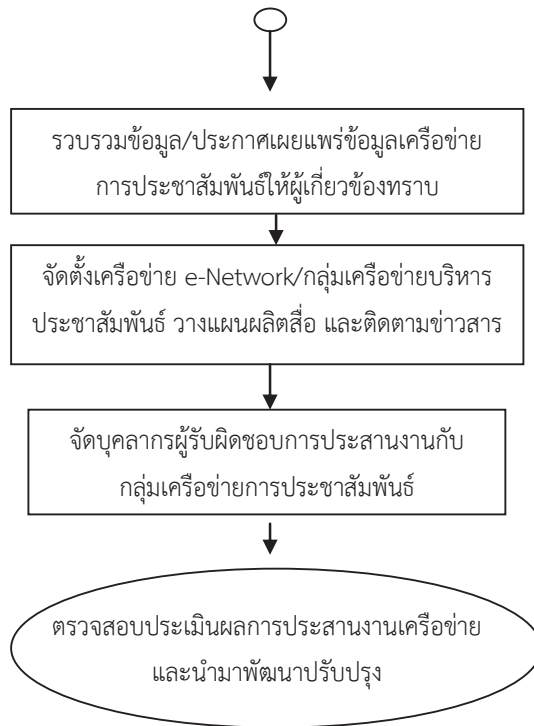 รวบรวมข้อมูล/ประกาศเผยแพร่ข้อมูลเครือข่าย
การประชาสัมพันธ์ให้ผู้เกี่ยวข้องทราบ
จัดตั้งเครือข่าย e-Network/กลุ่มเครือข่ายบริหาร
ประชาสัมพันธ์ วางแผนผลิตสื่อ และติดตามข่าวสาร
จัดบุคลากรผู้รับผิดชอบการประสานงานกับ
กลุ่มเครือข่ายการประชาสัมพันธ์
ตรวจสอบประเมินผลการประสานงานเครือข่าย
และนำมาพัฒนาปรับปรุง